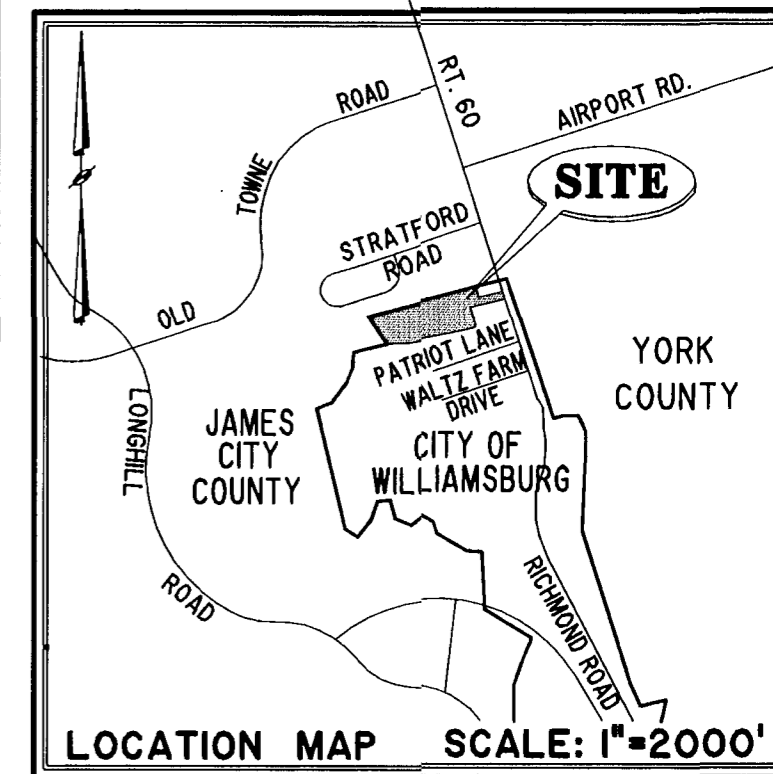 RT. 60
ROAD
AIRPORT RD.
TOWNE
SITE
STRATFORD
ROAD
OLD
PATRIOT LANE
WALTZ FARM
DRIVE
YORK
COUNTY
LONGHILL
JAMES
CITY
COUNTY
CITY OF
WILLIAMSBURG
ROAD
RICHMOND ROAD
LOCATION MAP SCALE: 1"=2000'